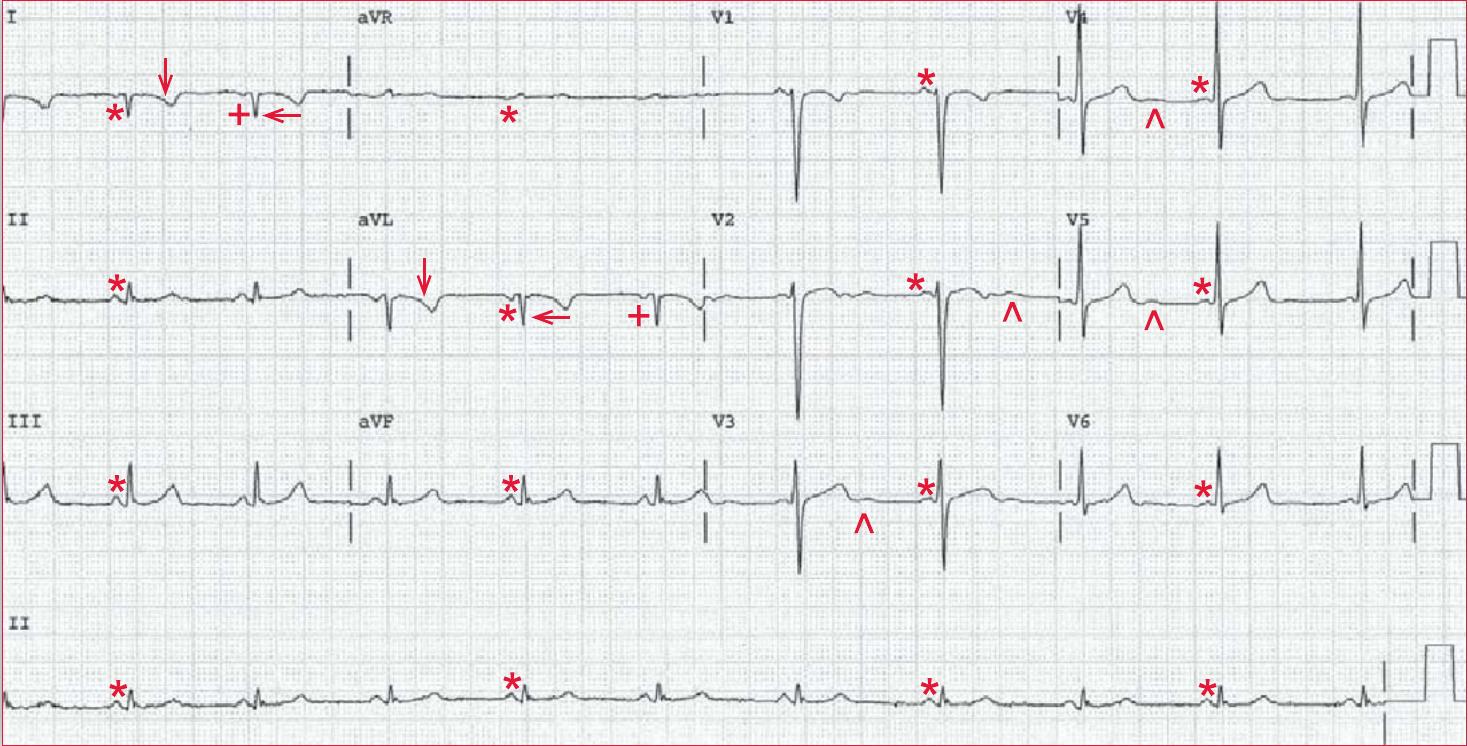 I aVR V1 V4
* + * * * ^
II aVL V2 V5
* * + * ^ * ^
III aVF V3 V6
* * ^ * *
II
* * * *